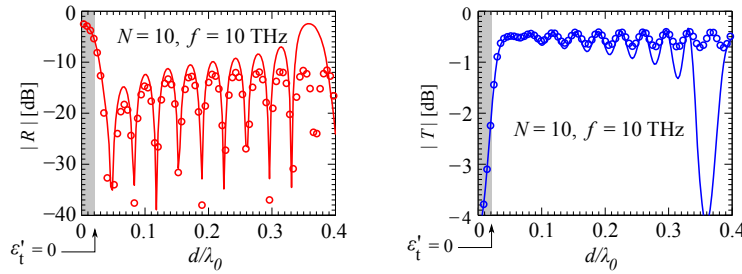 0
−10
−20
−30
−40
| R | [dB]
N = 10, f = 10 THz
0
0.1
0.2
0.3
0.4
d/λ0
ε't = 0
0
−1
−2
−3
−4
| T | [dB]
N = 10, f = 10 THz
0
0.1
0.2
0.3
0.4
d/λ0
ε't = 0